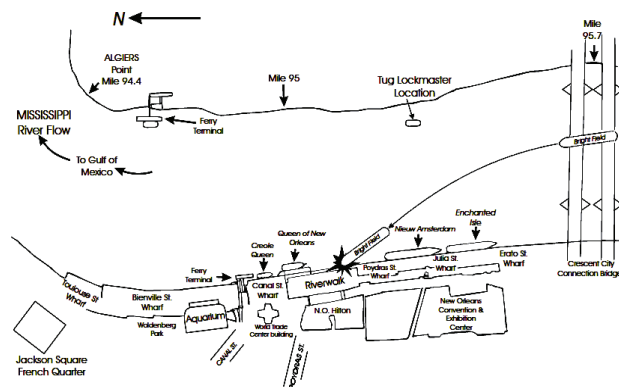 N
Mile
95.7
ALGIERS
Point
Mile 94.4
Mile 95
Tug Lockmaster
Location
MISSISSIPPI
River Flow
Ferry
Terminal
To Gulf of
Mexico
Bright Field
Enchanted
Isle
Nieuw Amsterdam
Queen of New
Orleans
Creole
Queen
Bright Field
Ferry
Terminal
Toulouse St.
Wharf
Bienville St.
Wharf
Canal St.
Wharf
Riverwalk
Poydras St.
Wharf
Julia St.
Wharf
Erato St.
Wharf
Crescent City
Connection Bridge
Waldenberg
Park
Aquarium
World Trade
Center building
N.O. Hilton
New Orleans
Convention &
Exhibition
Center
CANAL ST.
POYDRAS ST.
Jackson Square
French Quarter